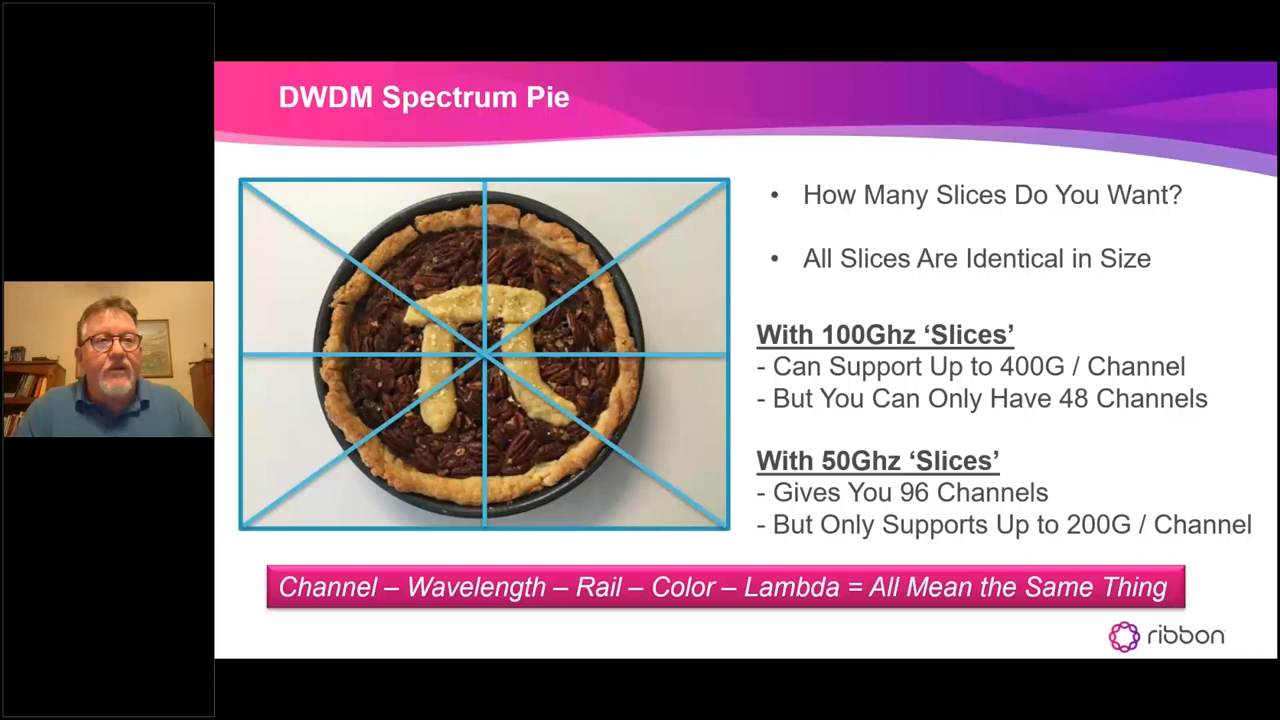 DWDM Spectrum Pie
• How Many Slices Do You Want?
• All Slices Are Identical in Size
With 100Ghz ‘Slices’
- Can Support Up to 400G / Channel
- But You Can Only Have 48 Channels
With 50Ghz ‘Slices’
- Gives You 96 Channels
- But Only Supports Up to 200G / Channel
π
Channel – Wavelength – Rail – Color – Lambda = All Mean the Same Thing
ribbon